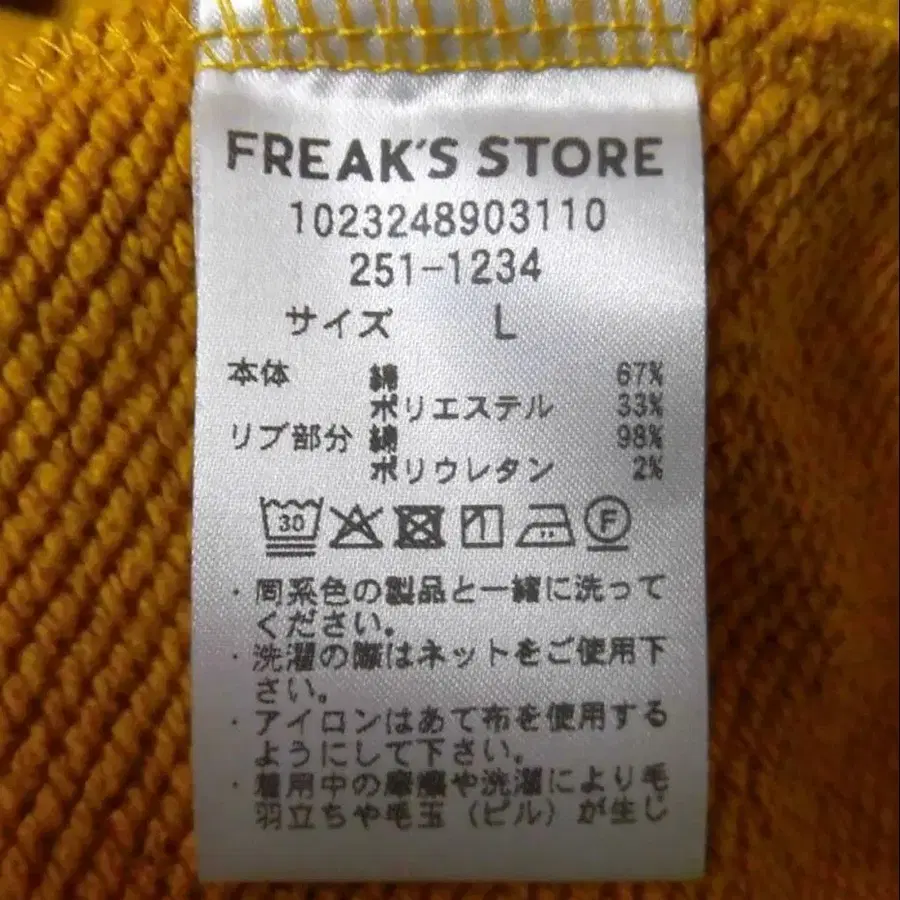 FREAK'S STORE
1023248903110
251-1234
サイズ L
本体 綿 67%
ポリエステル 33%
リブ部分 綿 98%
ポリウレタン 2%
30 F
・同系色の製品と一緒に洗って
ください。
・洗濯の際はネットをご使用下
さい。
・アイロンはあて布を使用する
ようにして下さい。
・着用中の摩擦や洗濯により毛
羽立ちや毛玉（ピル）が生じ